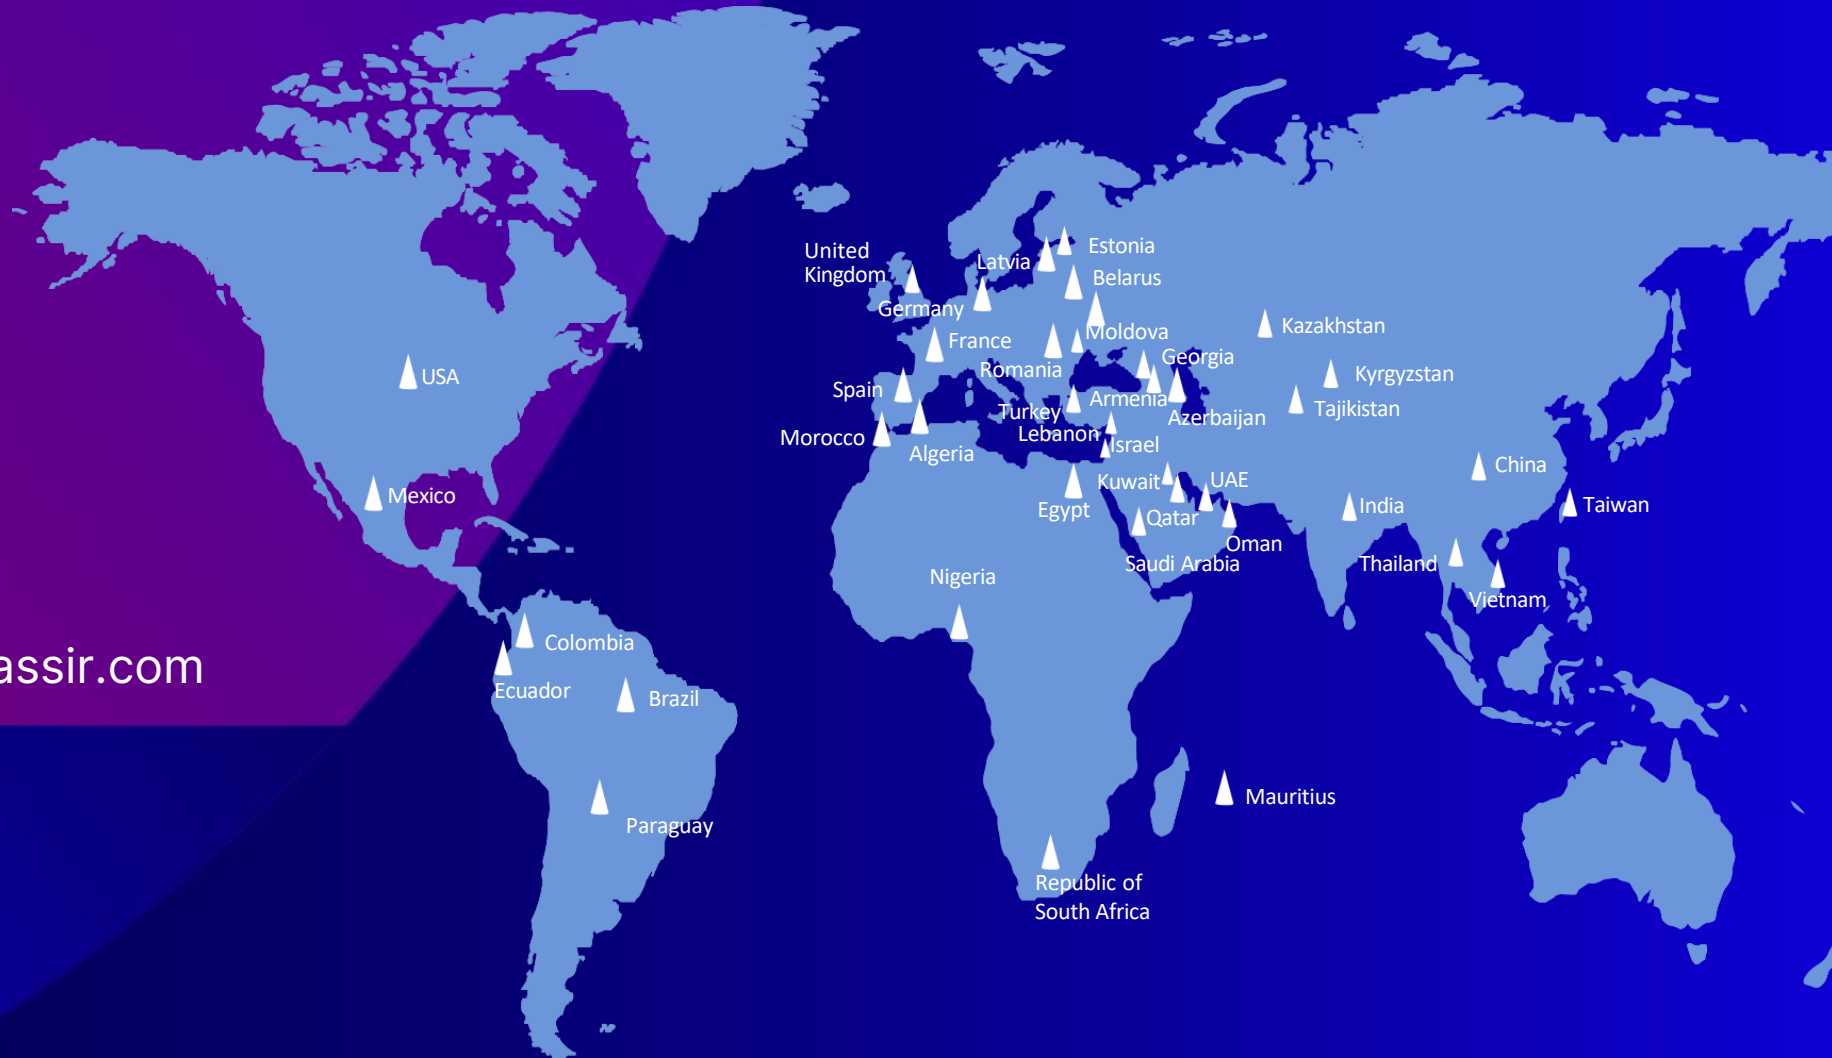 United
Kingdom
Estonia
Latvia
Belarus
Germany
Kazakhstan
Moldova
France
Georgia
Romania
Kyrgyzstan
USA
Spain
Armenia
Tajikistan
Turkey
Azerbaijan
Lebanon
Morocco
Israel
Algeria
China
Kuwait
UAE
Mexico
India
Taiwan
Egypt
Qatar
Oman
Saudi Arabia
Thailand
Nigeria
Vietnam
Colombia
assir.com
Ecuador
Brazil
Mauritius
Paraguay
Republic of
South Africa